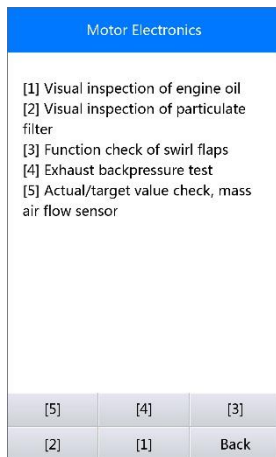 Motor Electronics
[1] Visual inspection of engine oil
[2] Visual inspection of particulate
filter
[3] Function check of swirl flaps
[4] Exhaust backpressure test
[5] Actual/target value check, mass
air flow sensor
[5] [4] [3]
[2] [1] Back